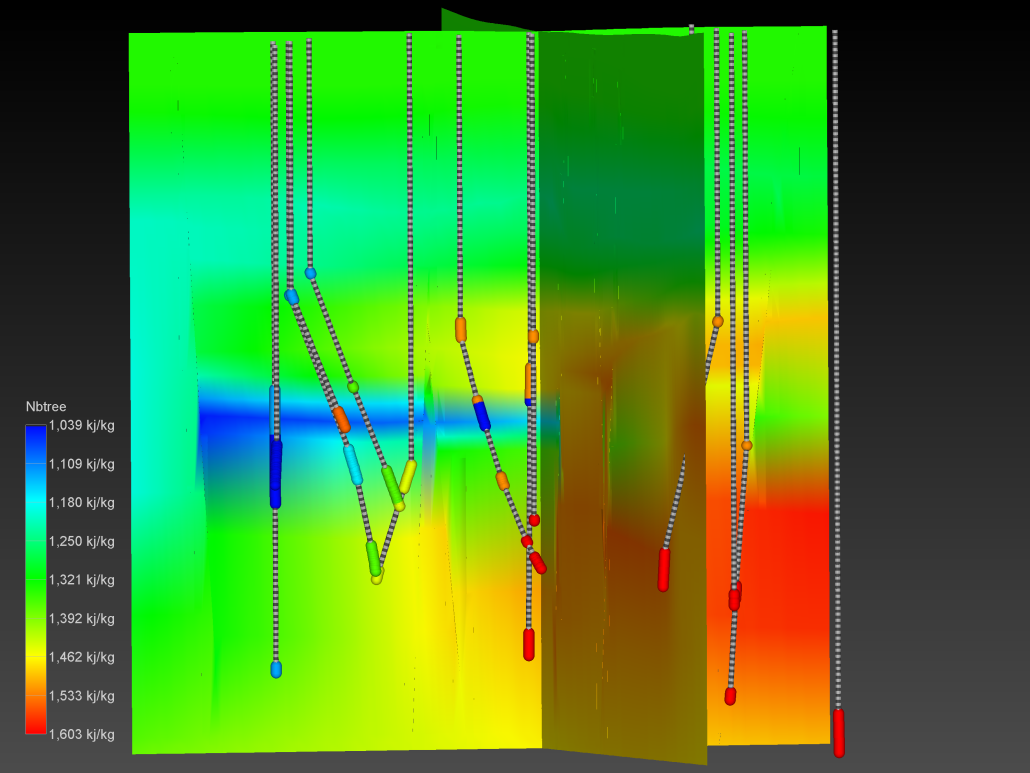 Nbtree
1,039 kj/kg
1,109 kj/kg
1,180 kj/kg
1,250 kj/kg
1,321 kj/kg
1,392 kj/kg
1,462 kj/kg
1,533 kj/kg
1,603 kj/kg